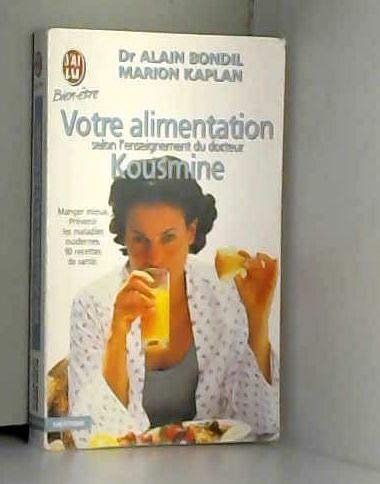 J'AI
LU
Bien-être
Dr ALAIN BONDIL
MARION KAPLAN
Votre alimentation
selon l'enseignement du docteur
Kousmine
Manger mieux.
Prévenir
les maladies
modernes.
90 recettes
de santé.